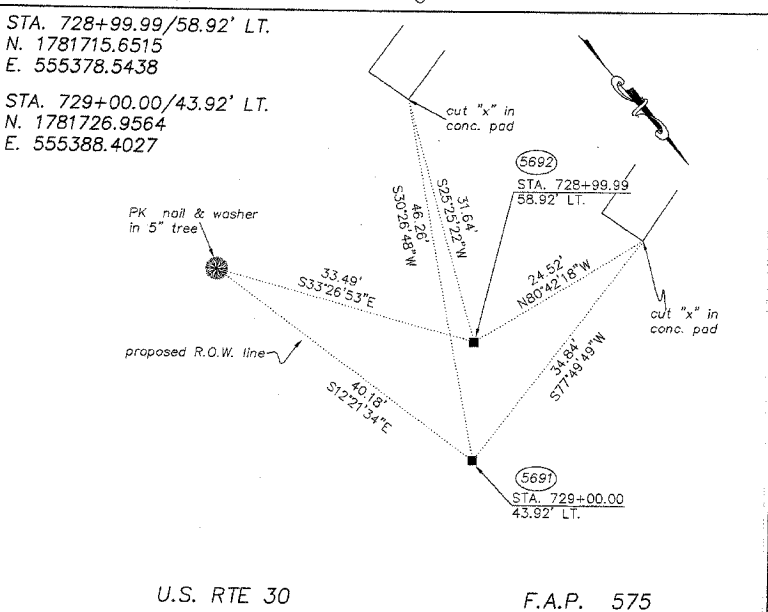 STA. 728+99.99/58.92' LT.
N. 1781715.6515
E. 555378.5438
STA. 729+00.00/43.92' LT.
N. 1781726.9564
E. 555388.4027
cut "x" in
conc. pad
5692
STA. 728+99.99
58.92' LT.
PK nail & washer
in 5" tree
31.64'
S25°25'22"W
46.26'
S30°26'48"W
33.49'
S33°26'53"E
24.52'
N80°42'18"W
cut "x" in
conc. pad
proposed R.O.W. line
40.18'
S12°21'34"E
34.84'
S77°49'49"W
5691
STA. 729+00.00
43.92' LT.
U.S. RTE 30
F.A.P. 575